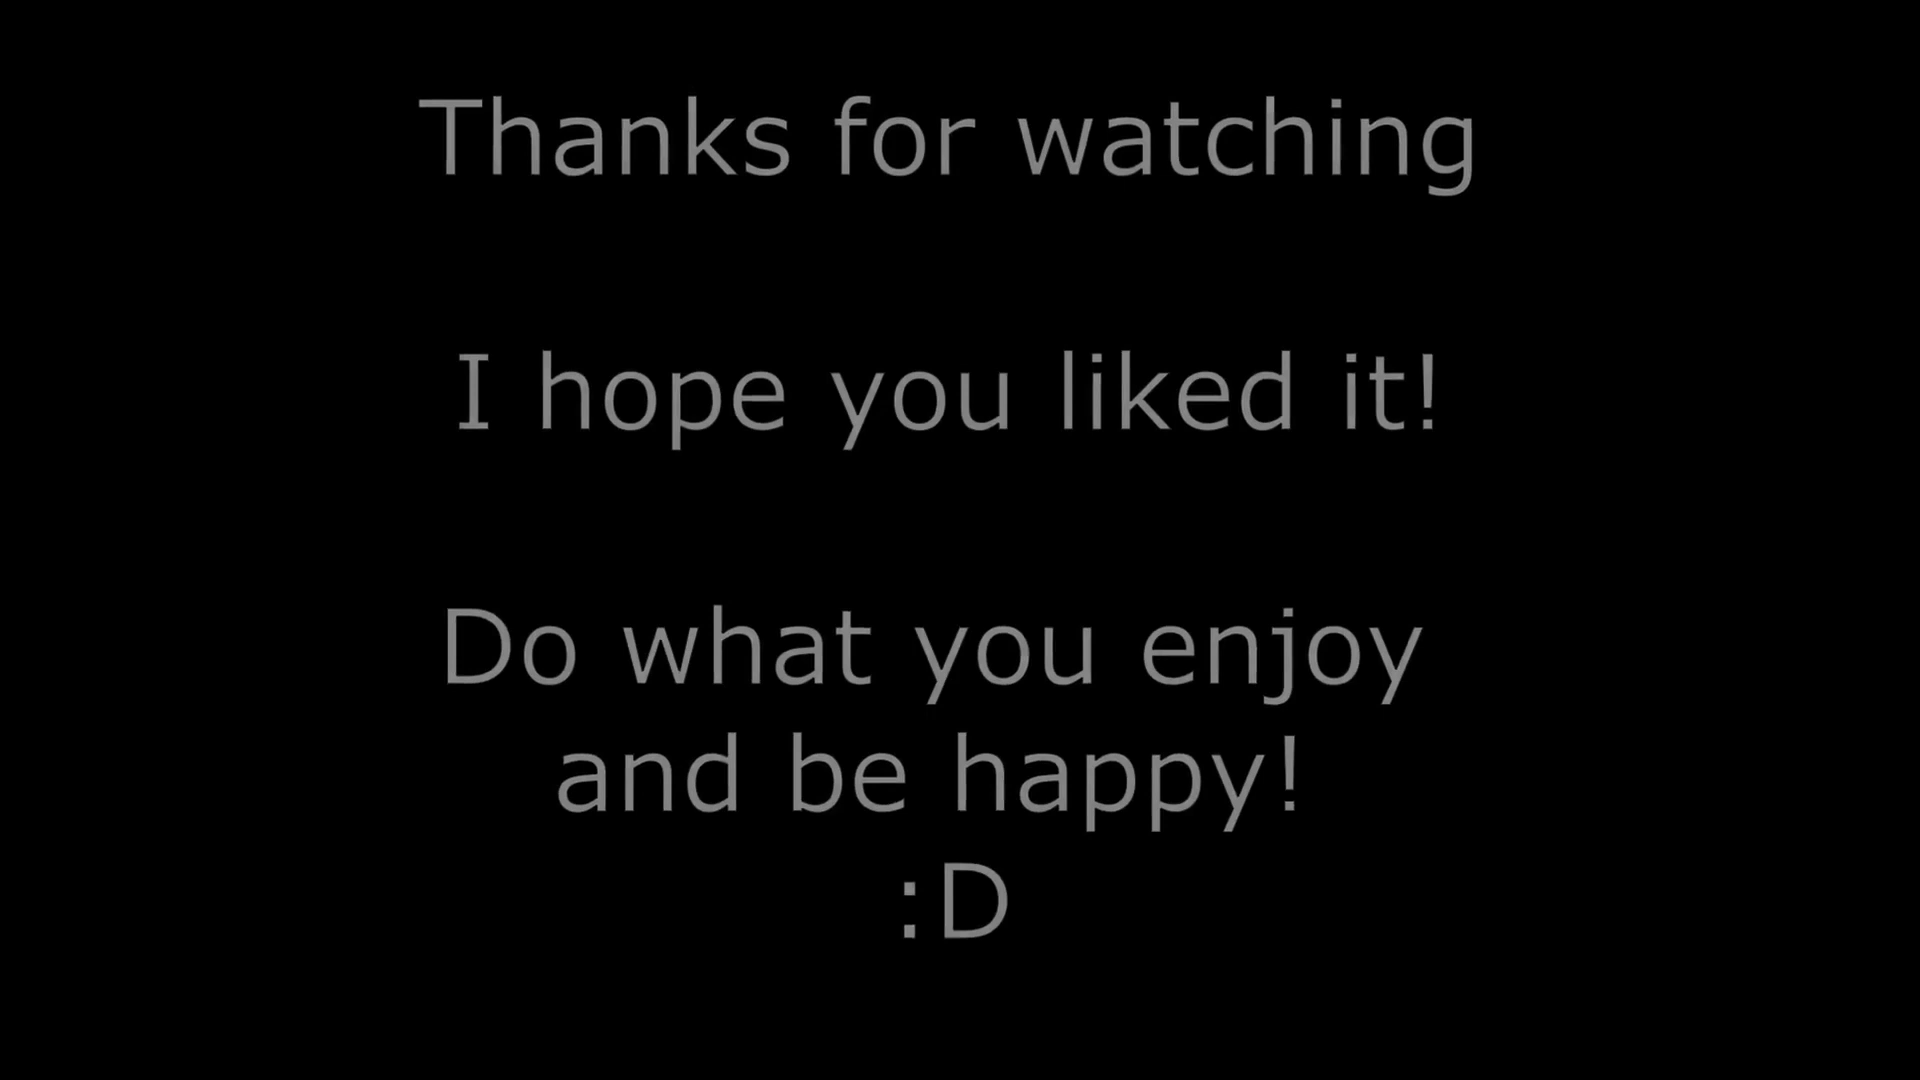 Thanks for watching
I hope you liked it!
Do what you enjoy
and be happy!
:D